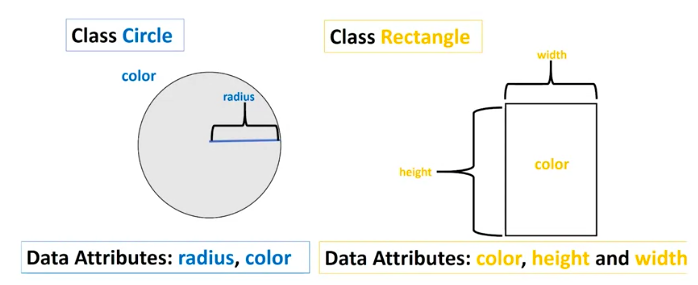 Class Circle
color
radius
Data Attributes: radius, color
Class Rectangle
width
height
color
Data Attributes: color, height and width